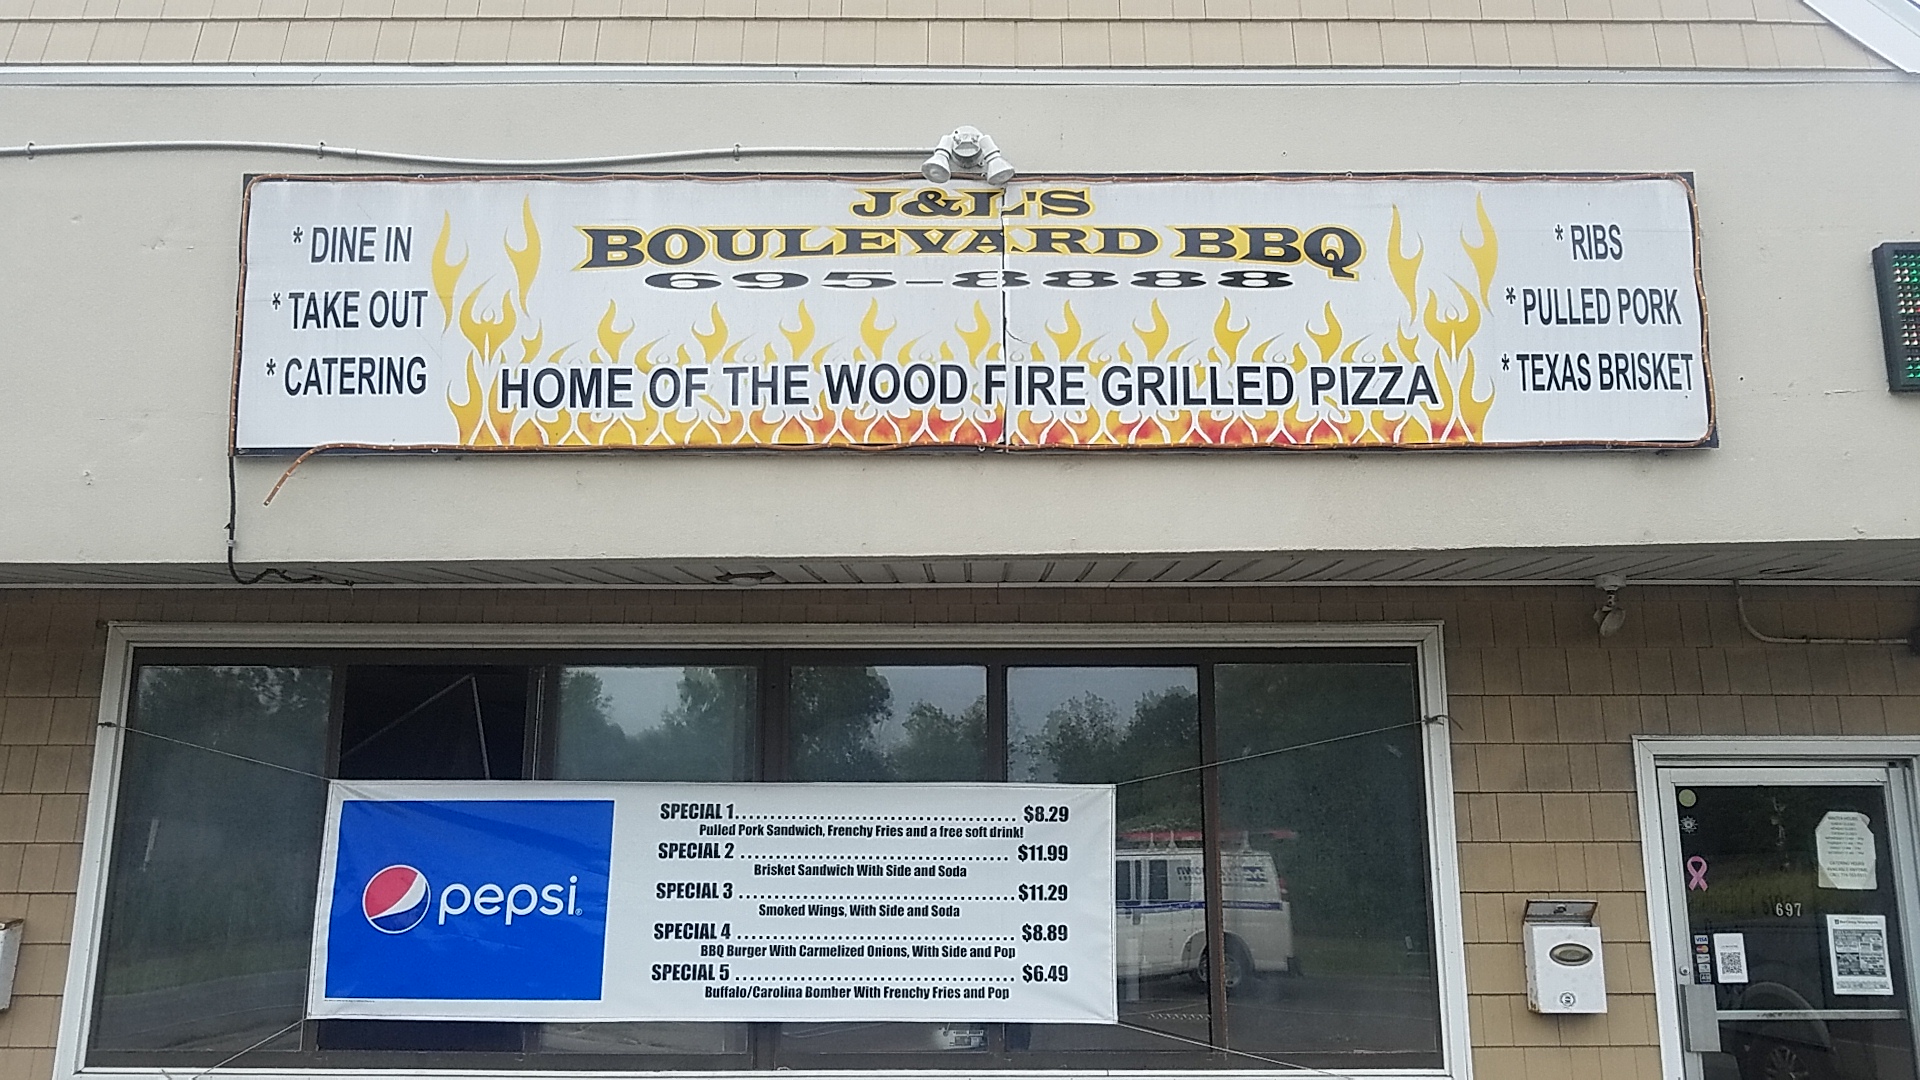 J&L'S
BOULEVARD BBQ
695-8888
HOME OF THE WOOD FIRE GRILLED PIZZA
* DINE IN
* TAKE OUT
* CATERING
* RIBS
* PULLED PORK
* TEXAS BRISKET
pepsi
SPECIAL 1 $8.29
Pulled Pork Sandwich, Frenchy Fries and a free soft drink!
SPECIAL 2 $11.99
Brisket Sandwich With Side and Soda
SPECIAL 3 $11.29
Smoked Wings, With Side and Soda
SPECIAL 4 $8.89
BBQ Burger With Carmelized Onions, With Side and Pop
SPECIAL 5 $6.49
Buffalo/Carolina Bomber With Frenchy Fries and Pop
697
VISA